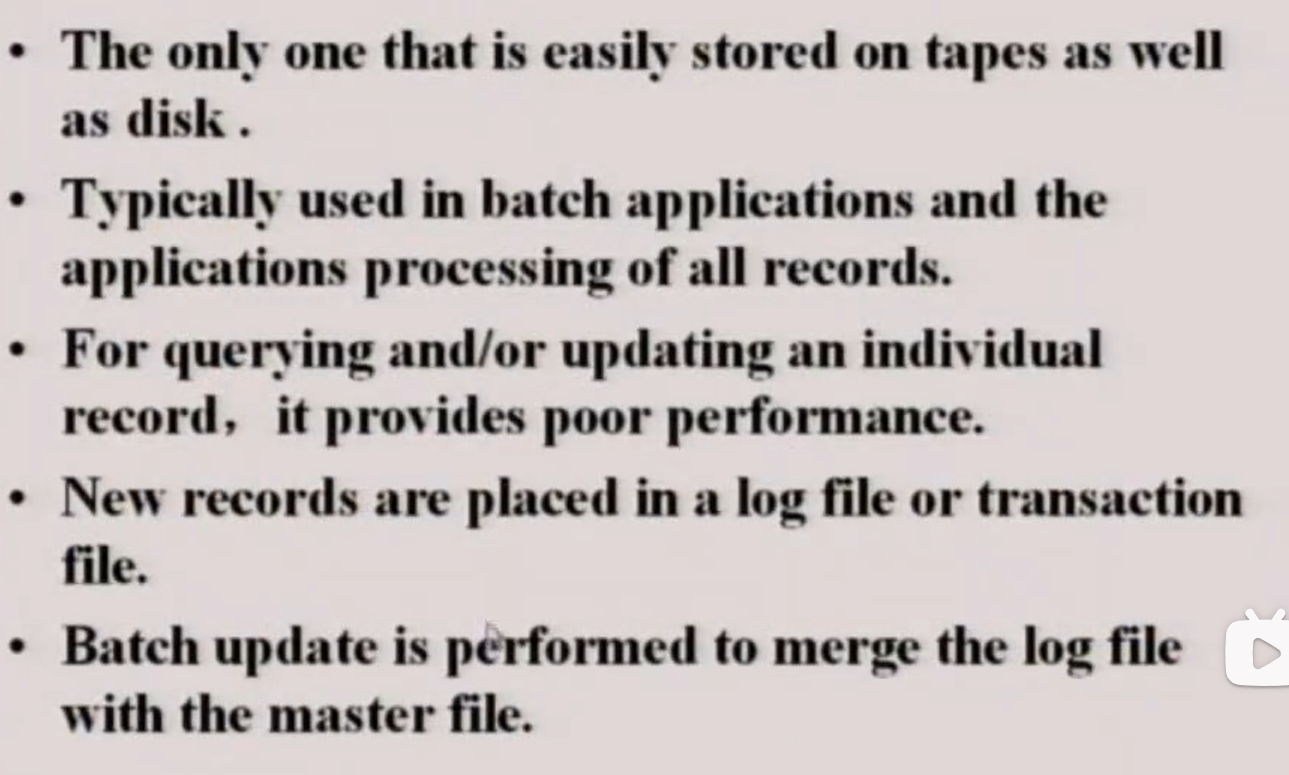 • The only one that is easily stored on tapes as well
as disk .
• Typically used in batch applications and the
applications processing of all records.
• For querying and/or updating an individual
record，it provides poor performance.
• New records are placed in a log file or transaction
file.
• Batch update is performed to merge the log file
with the master file.